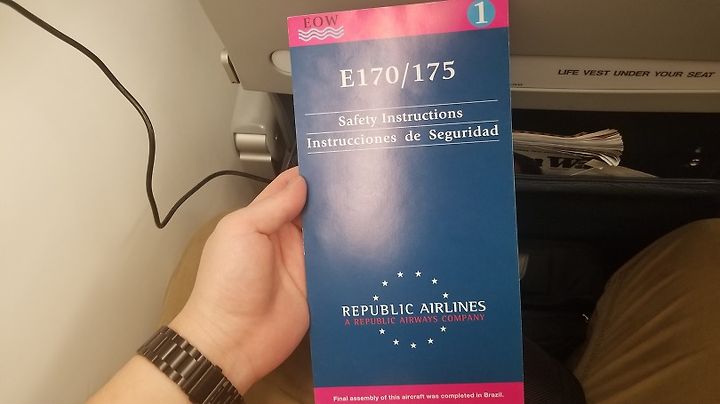 EOW
1
E170/175
LIFE VEST UNDER YOUR SEAT
Safety Instructions
Instrucciones de Seguridad
REPUBLIC AIRLINES
A REPUBLIC AIRWAYS COMPANY
Final assembly of this aircraft was completed in Brazil.